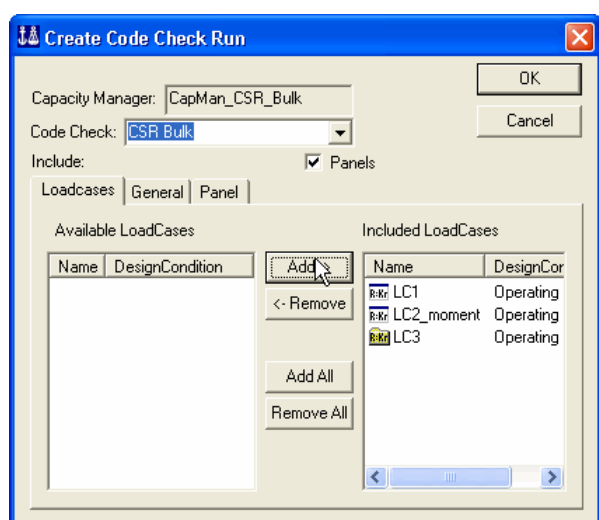 Create Code Check Run
OK
Capacity Manager: CapMan_CSR_Bulk
Cancel
Code Check: CSR Bulk
Include: Panels
Loadcases General Panel
Available LoadCases
Included LoadCases
Name DesignCondition
Add
Name DesignCor
<- Remove
LC1 Operating
LC2_moment Operating
LC3 Operating
Add All
Remove All